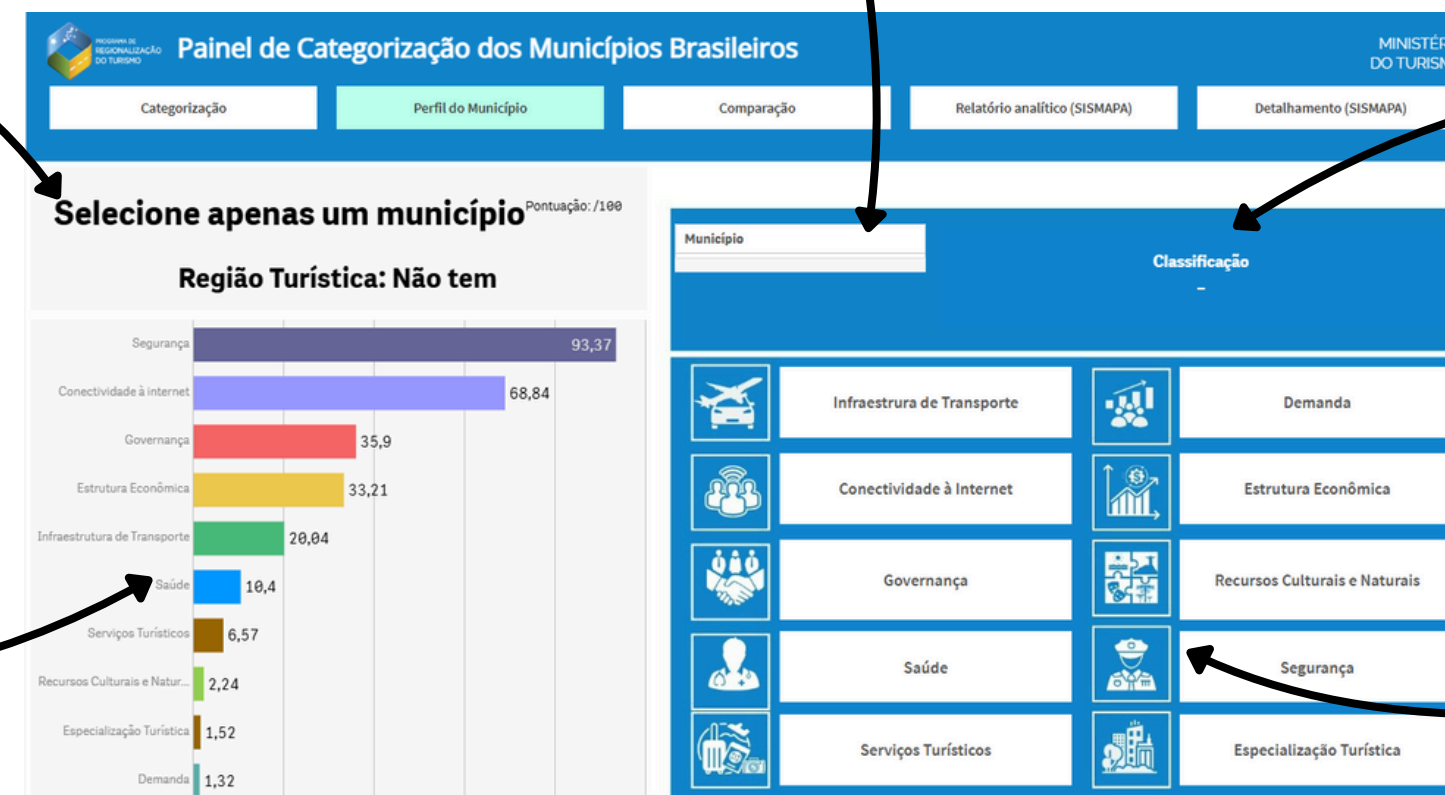 PROGRAMA DE
REGIONALIZAÇÃO
DO TURISMO
Painel de Categorização dos Municípios Brasileiros
MINISTÉR
DO TURISM
Categorização
Perfil do Município
Comparação
Relatório analítico (SISMAPA)
Detalhamento (SISMAPA)
Selecione apenas um município
Pontuação: /100
Região Turística: Não tem
Segurança 93,37
Conectividade à internet 68,84
Governança 35,9
Estrutura Econômica 33,21
Infraestrutura de Transporte 20,04
Saúde 10,4
Serviços Turísticos 6,57
Recursos Culturais e Natur... 2,24
Especialização Turística 1,52
Demanda 1,32
Município
Classificação
-
Infraestrura de Transporte
Demanda
Conectividade à Internet
Estrutura Econômica
Governança
Recursos Culturais e Naturais
Saúde
Segurança
Serviços Turísticos
Especialização Turística